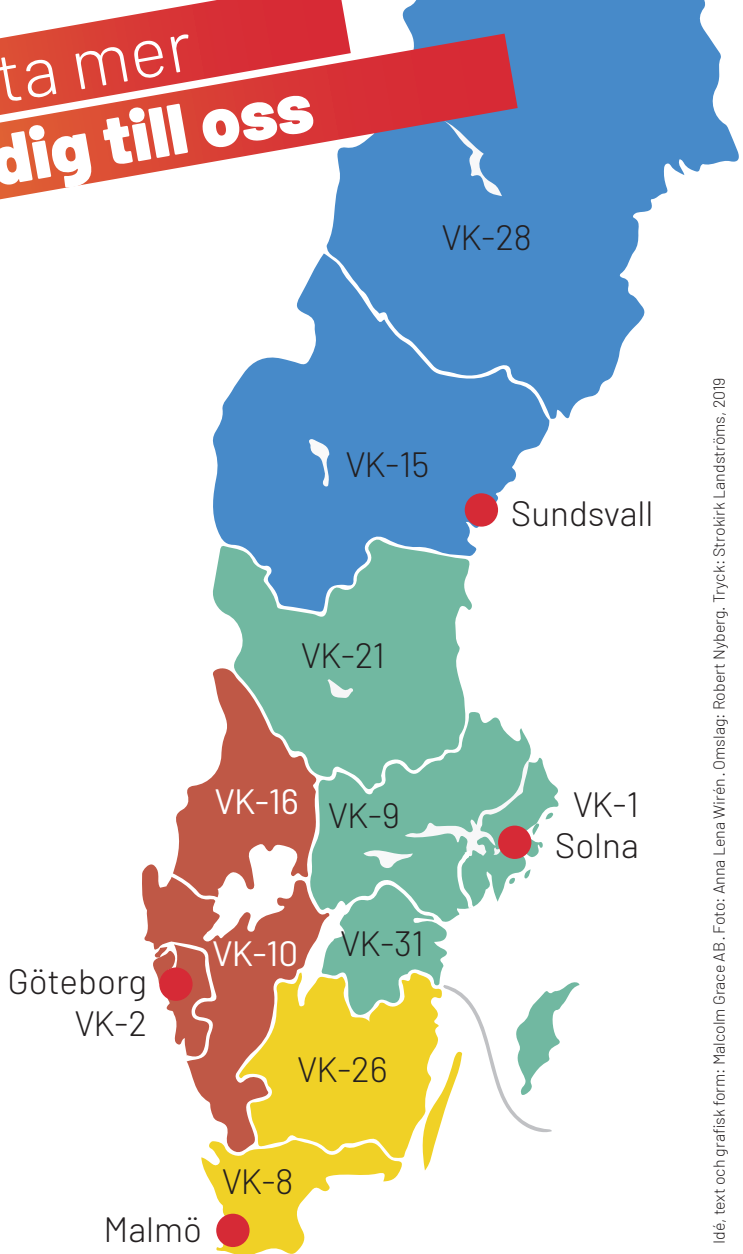 ta mer
dig till oss
VK-28
VK-15
Sundsvall
VK-21
VK-16
VK-9
VK-1
Solna
VK-10
VK-31
Göteborg
VK-2
VK-26
VK-8
Malmö
Idé, text och grafisk form: Malcolm Grace AB. Foto: Anna Lena Wirén. Omslag: Robert Nyberg. Tryck: Strokirk Landströms, 2019